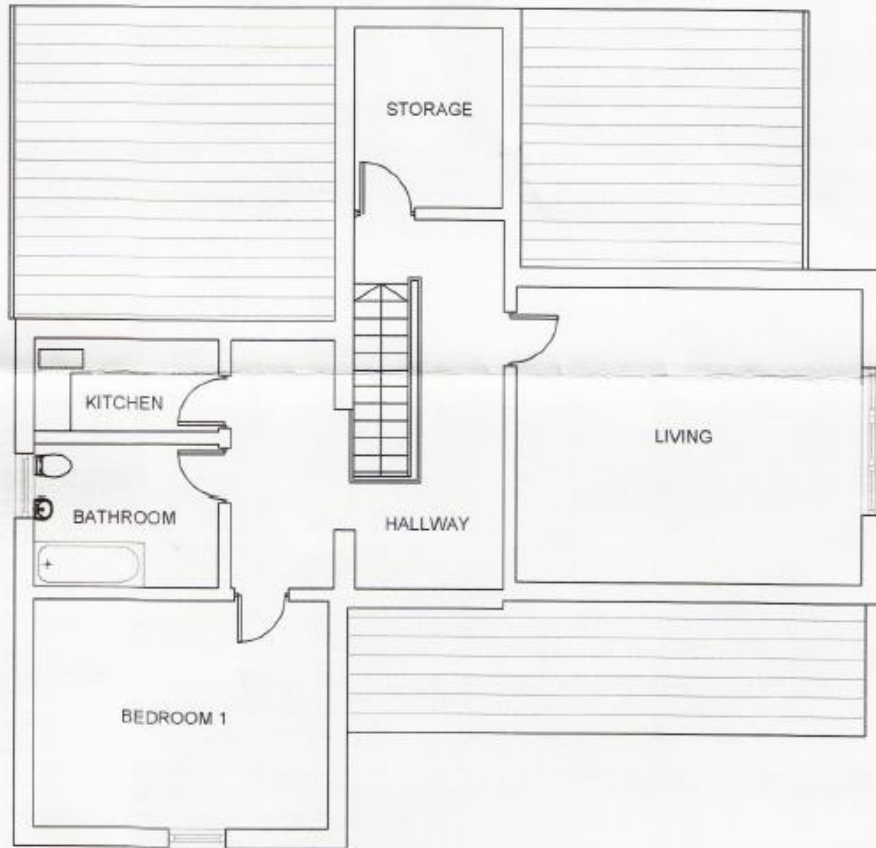 STORAGE
KITCHEN
LIVING
BATHROOM
HALLWAY
BEDROOM 1